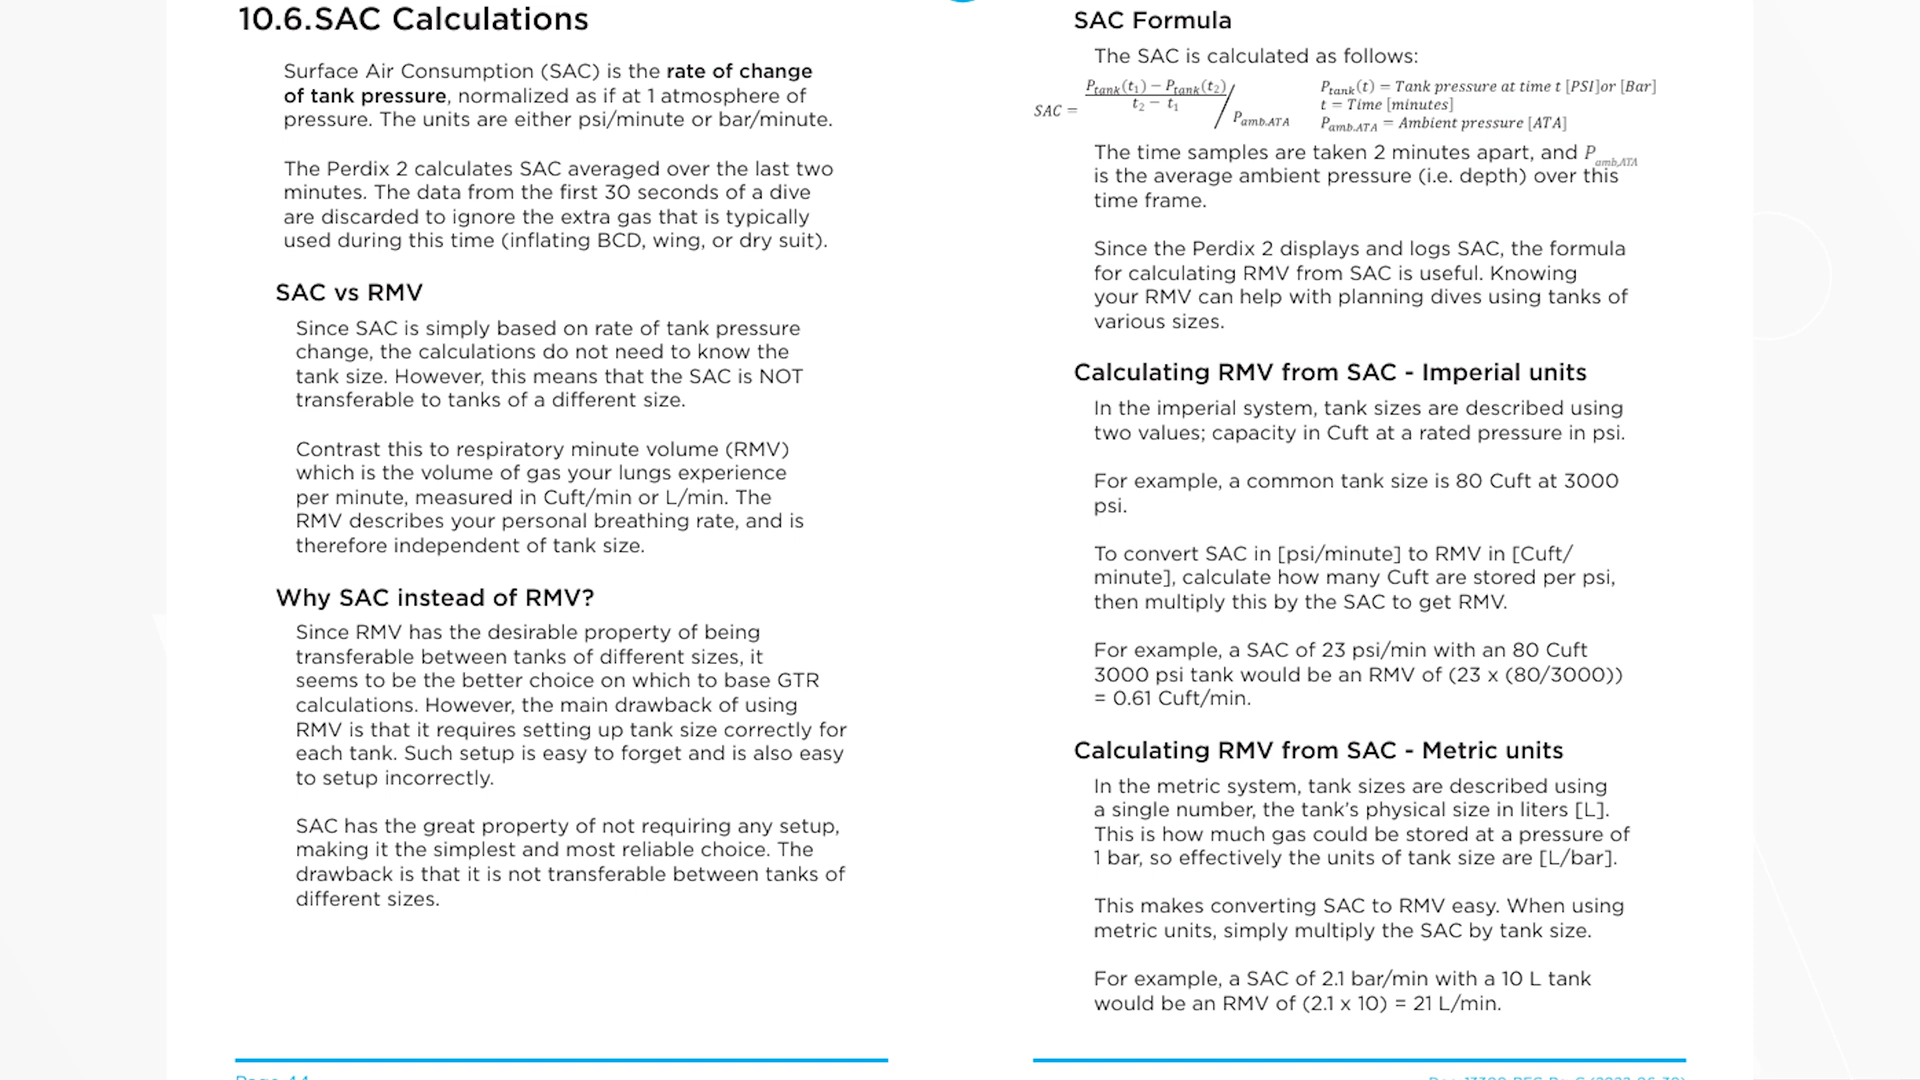 10.6.SAC Calculations
Surface Air Consumption (SAC) is the rate of change
of tank pressure, normalized as if at 1 atmosphere of
pressure. The units are either psi/minute or bar/minute.
The Perdix 2 calculates SAC averaged over the last two
minutes. The data from the first 30 seconds of a dive
are discarded to ignore the extra gas that is typically
used during this time (inflating BCD, wing, or dry suit).
SAC vs RMV
Since SAC is simply based on rate of tank pressure
change, the calculations do not need to know the
tank size. However, this means that the SAC is NOT
transferable to tanks of a different size.
Contrast this to respiratory minute volume (RMV)
which is the volume of gas your lungs experience
per minute, measured in Cuft/min or L/min. The
RMV describes your personal breathing rate, and is
therefore independent of tank size.
Why SAC instead of RMV?
Since RMV has the desirable property of being
transferable between tanks of different sizes, it
seems to be the better choice on which to base GTR
calculations. However, the main drawback of using
RMV is that it requires setting up tank size correctly for
each tank. Such setup is easy to forget and is also easy
to setup incorrectly.
SAC has the great property of not requiring any setup,
making it the simplest and most reliable choice. The
drawback is that it is not transferable between tanks of
different sizes.
SAC Formula
The SAC is calculated as follows:
SAC = Ptank(t1) − Ptank(t2) / t2 − t1 / Pamb.ATA
Ptank(t) = Tank pressure at time t [PSI]or [Bar]
t = Time [minutes]
Pamb.ATA = Ambient pressure [ATA]
The time samples are taken 2 minutes apart, and P amb,ATA
is the average ambient pressure (i.e. depth) over this
time frame.
Since the Perdix 2 displays and logs SAC, the formula
for calculating RMV from SAC is useful. Knowing
your RMV can help with planning dives using tanks of
various sizes.
Calculating RMV from SAC - Imperial units
In the imperial system, tank sizes are described using
two values; capacity in Cuft at a rated pressure in psi.
For example, a common tank size is 80 Cuft at 3000
psi.
To convert SAC in [psi/minute] to RMV in [Cuft/
minute], calculate how many Cuft are stored per psi,
then multiply this by the SAC to get RMV.
For example, a SAC of 23 psi/min with an 80 Cuft
3000 psi tank would be an RMV of (23 x (80/3000))
= 0.61 Cuft/min.
Calculating RMV from SAC - Metric units
In the metric system, tank sizes are described using
a single number, the tank's physical size in liters [L].
This is how much gas could be stored at a pressure of
1 bar, so effectively the units of tank size are [L/bar].
This makes converting SAC to RMV easy. When using
metric units, simply multiply the SAC by tank size.
For example, a SAC of 2.1 bar/min with a 10 L tank
would be an RMV of (2.1 x 10) = 21 L/min.